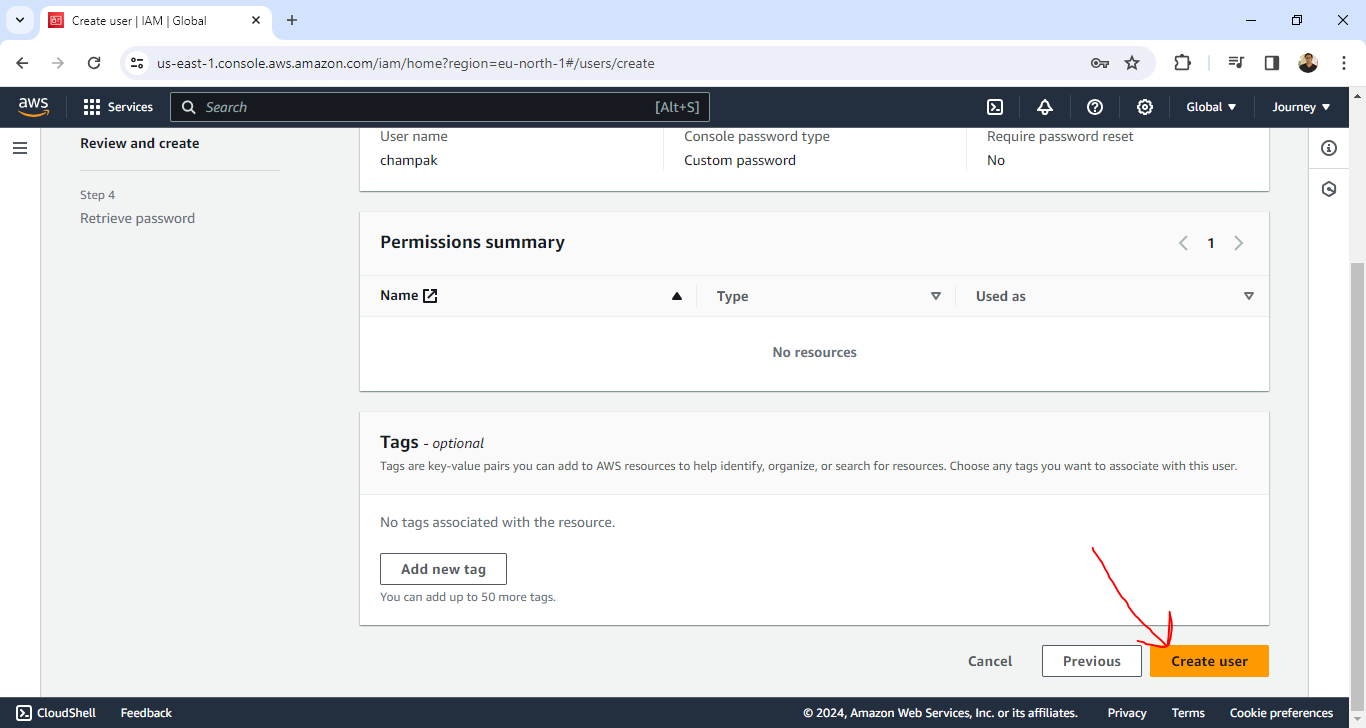 Create user | IAM | Global
us-east-1.console.aws.amazon.com/iam/home?region=eu-north-1#/users/create
aws
Services
Search
[Alt+S]
Global
Journey
Review and create
Step 4
Retrieve password
User name
champak
Console password type
Custom password
Require password reset
No
Permissions summary
1
Name
Type
Used as
No resources
Tags - optional
Tags are key-value pairs you can add to AWS resources to help identify, organize, or search for resources. Choose any tags you want to associate with this user.
No tags associated with the resource.
Add new tag
You can add up to 50 more tags.
Cancel
Previous
Create user
CloudShell
Feedback
© 2024, Amazon Web Services, Inc. or its affiliates.
Privacy
Terms
Cookie preferences